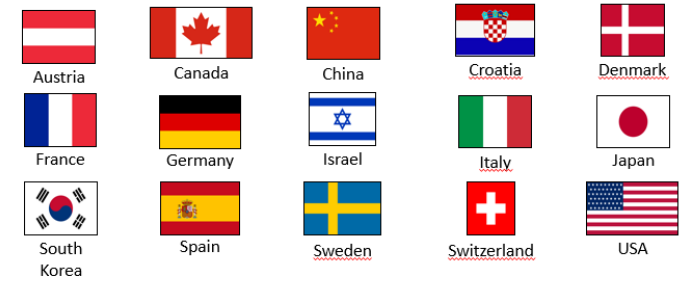 Austria
Canada
China
Croatia
Denmark
France
Germany
Israel
Italy
Japan
South
Korea
Spain
Sweden
Switzerland
USA